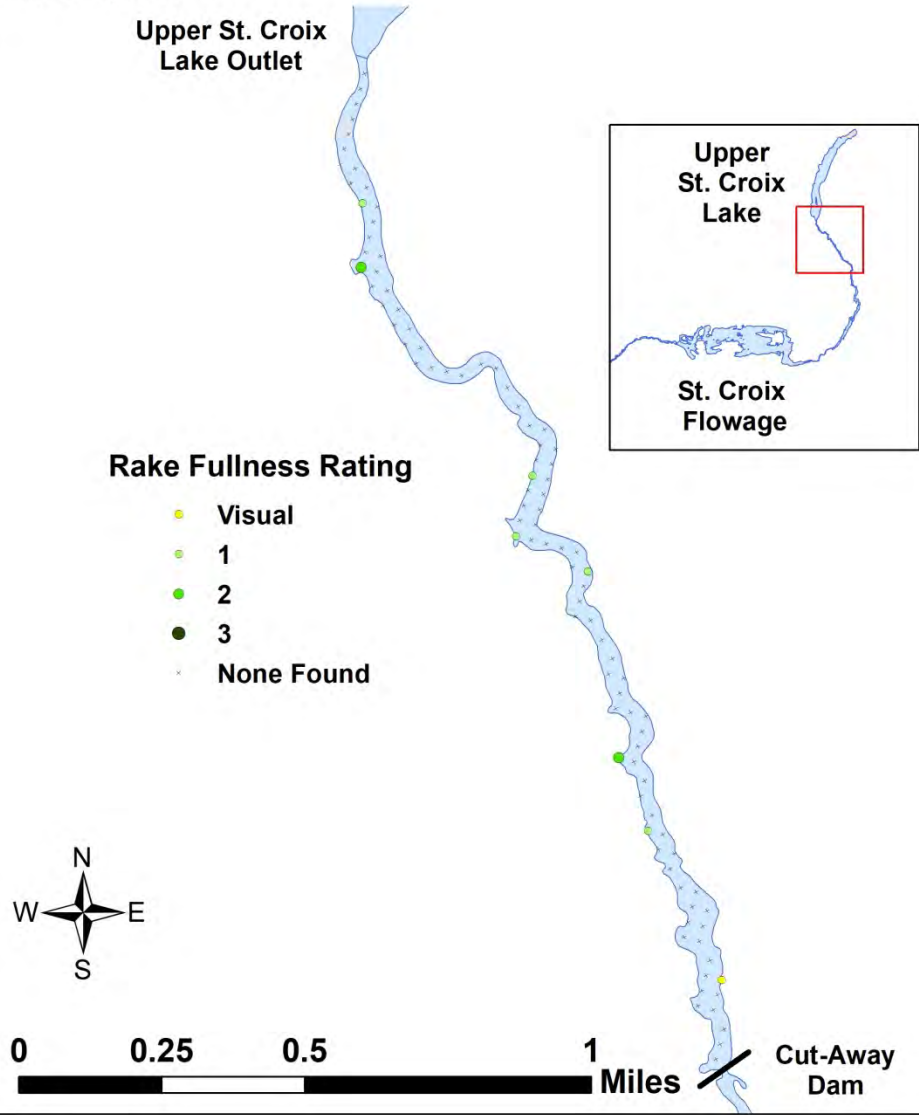 Upper St. Croix
Lake Outlet
Upper
St. Croix
Lake
St. Croix
Flowage
Rake Fullness Rating
Visual
1
2
3
None Found
N
W E
S
0 0.25 0.5 1
Miles
Cut-Away
Dam